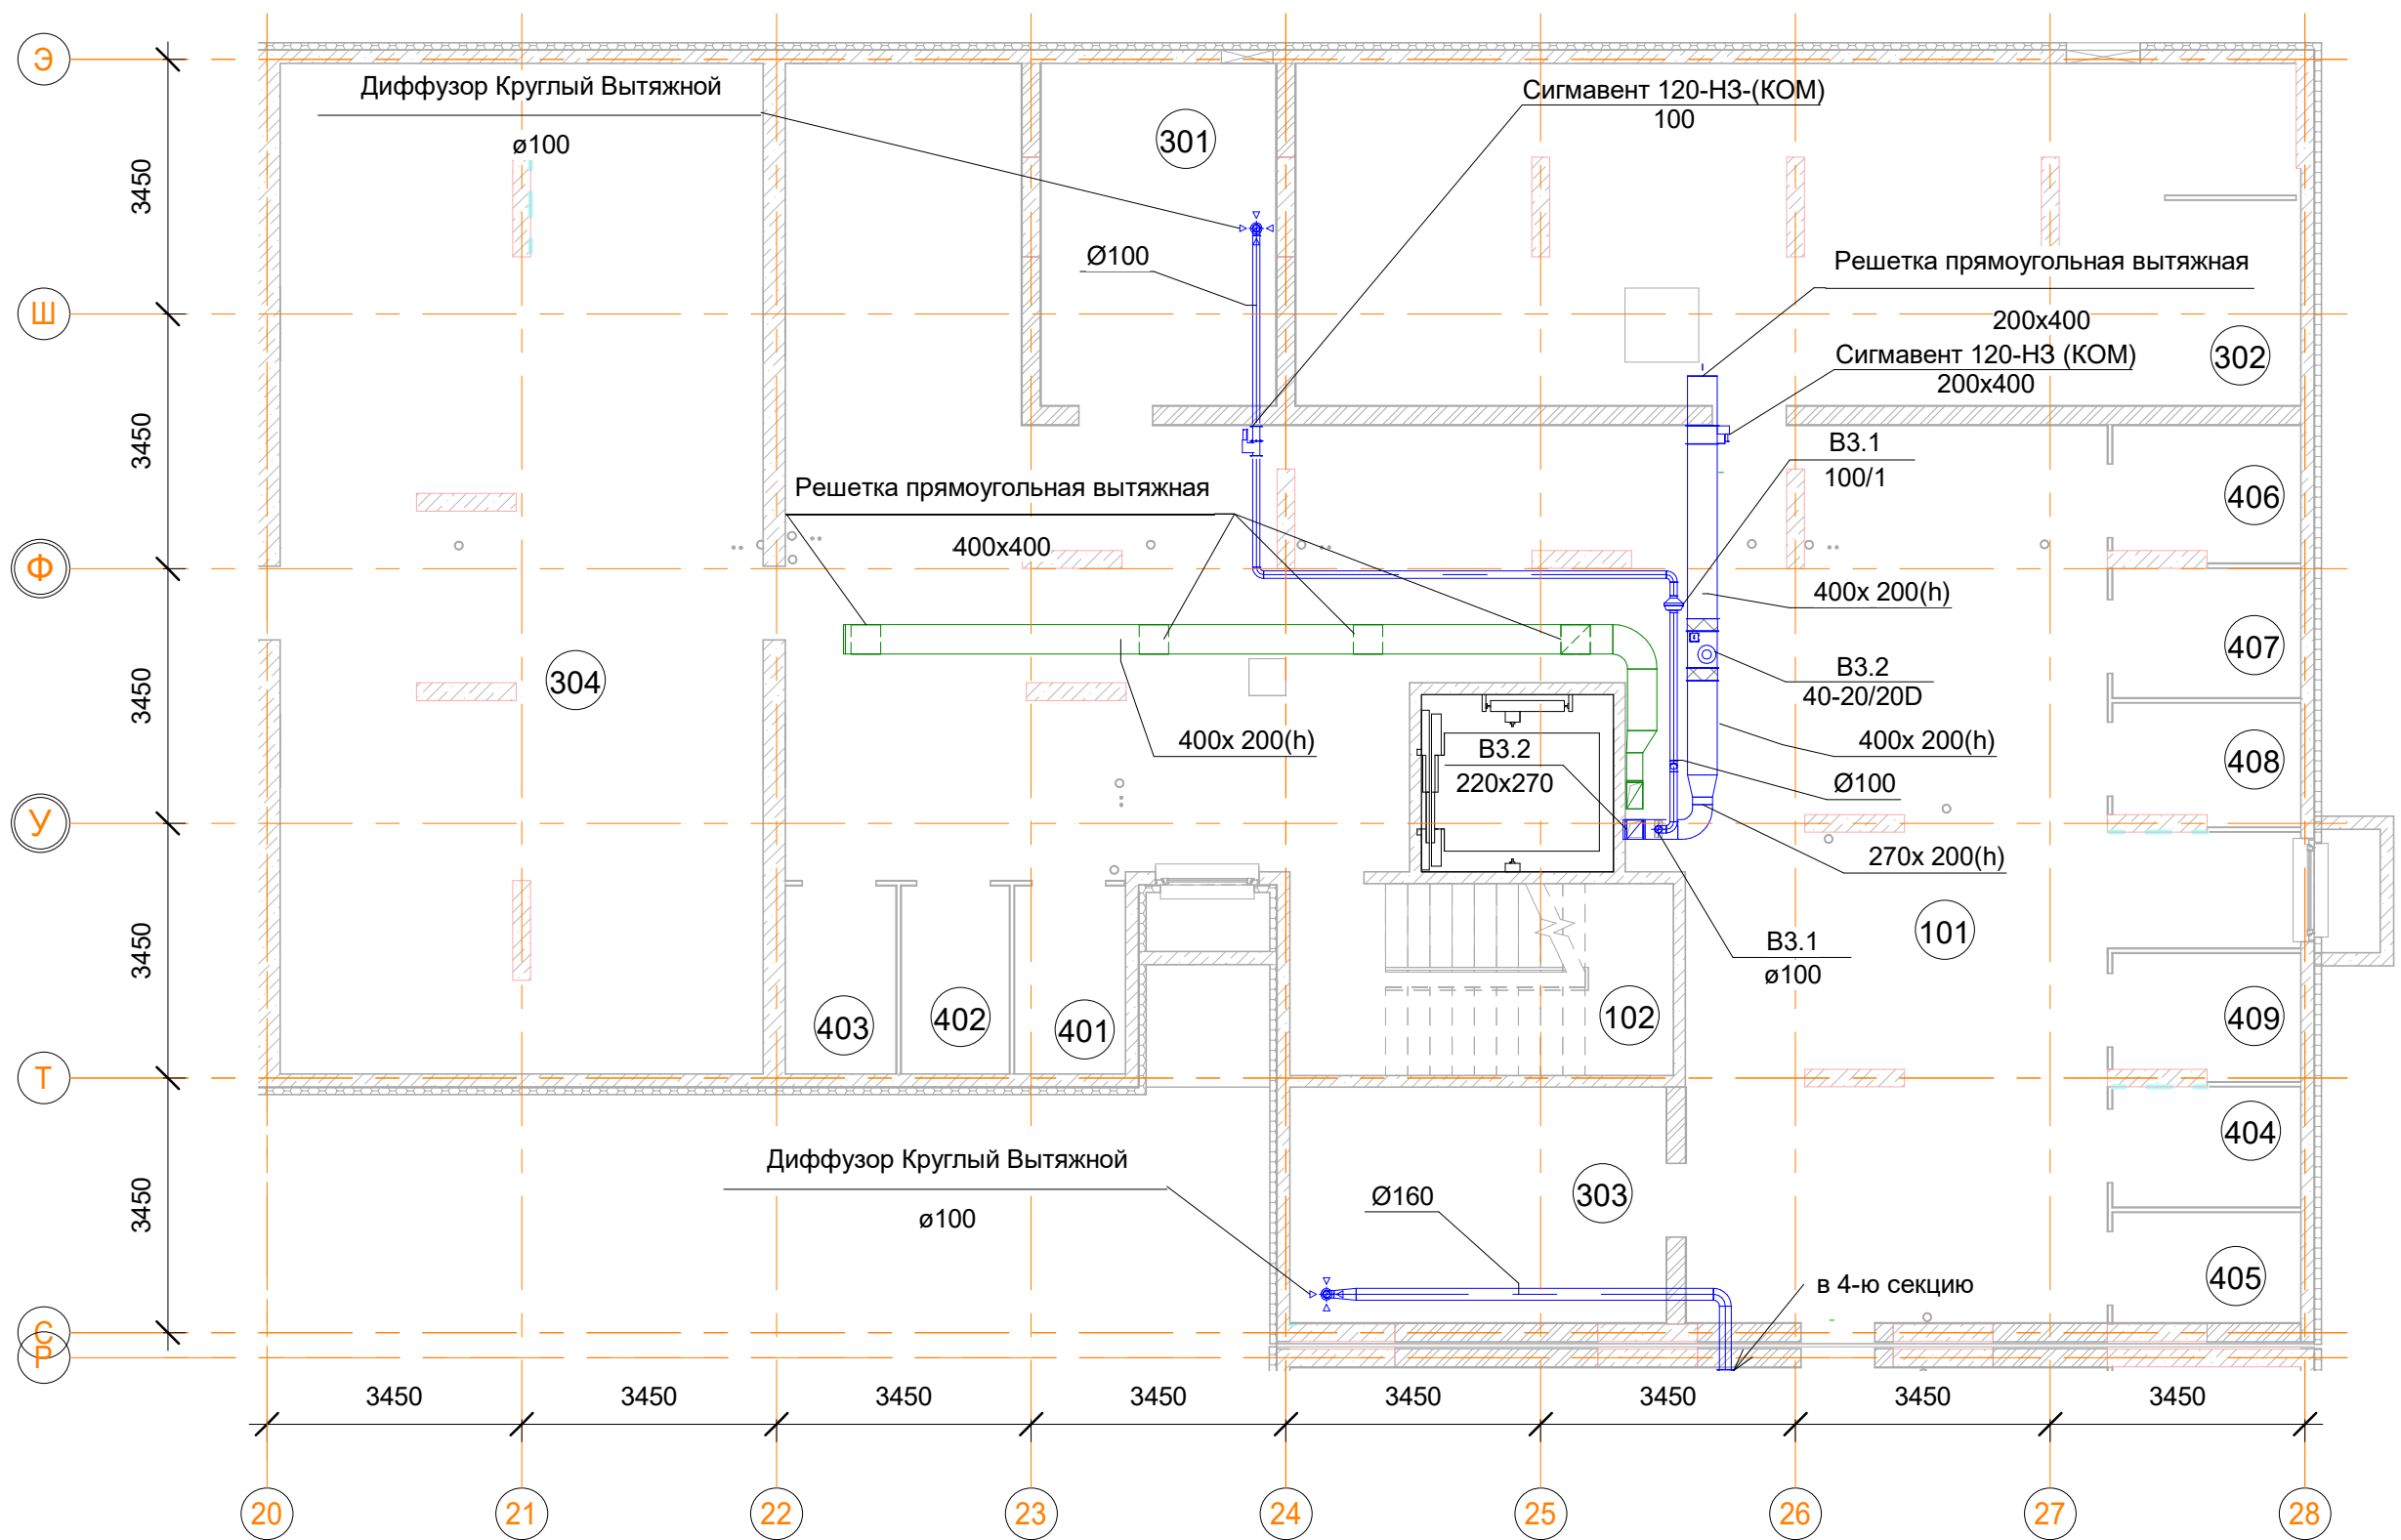 Э
Диффузор Круглый Вытяжной
ø100
Сигмавент 120-НЗ-(КОМ)
100
301
3450
Ø100
Решетка прямоугольная вытяжная
200x400
Ш
Сигмавент 120-НЗ (КОМ)
200x400
302
3450
В3.1
100/1
Решетка прямоугольная вытяжная
400x400
406
Ф
400x 200(h)
407
304
В3.2
40-20/20D
3450
400x 200(h)
В3.2
220x270
400x 200(h)
408
Ø100
У
270x 200(h)
101
В3.1
ø100
3450
403
402
401
102
409
Т
404
Диффузор Круглый Вытяжной
ø100
Ø160
303
3450
в 4-ю секцию
405
С
Р
3450
3450
3450
3450
3450
3450
3450
3450
20
21
22
23
24
25
26
27
28